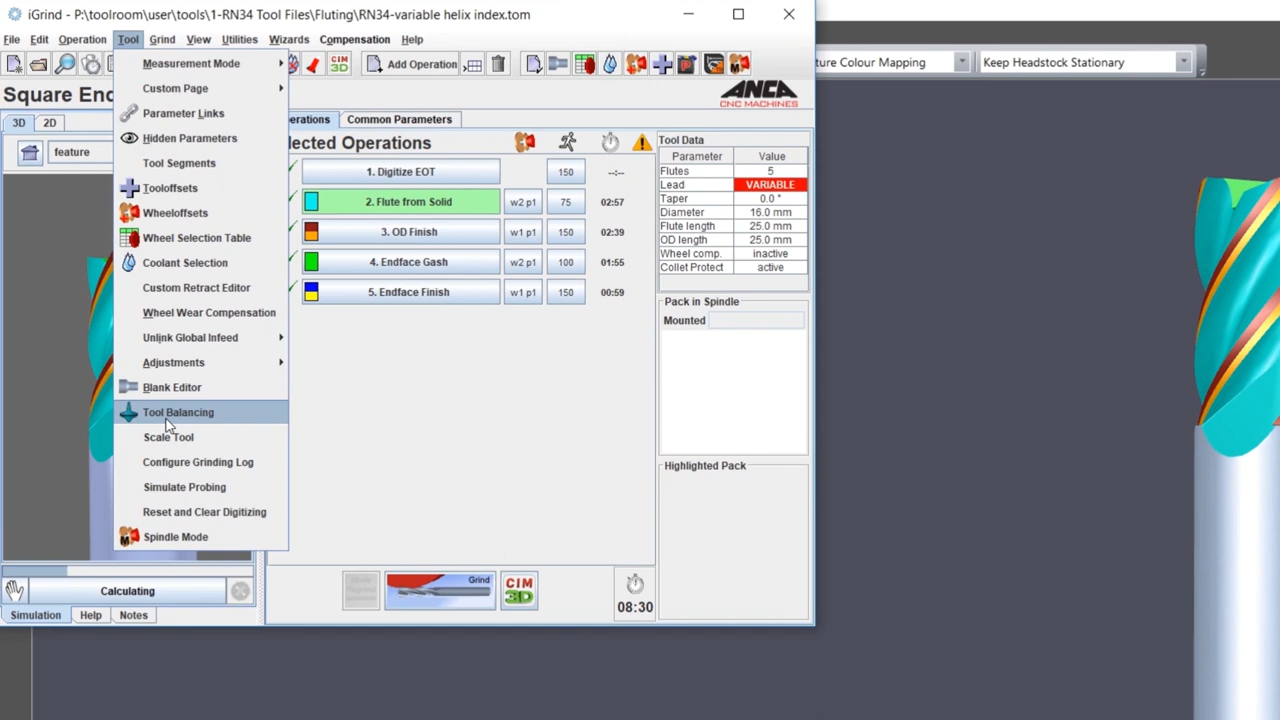 iGrind - P:\toolroom\user\tools\1-RN34 Tool Files\Fluting\RN34-variable helix index.tom
File Edit Operation Tool Grind View Utilities Wizards Compensation Help
CIM 3D Add Operation
ture Colour Mapping Keep Headstock Stationary
Square Enc
ANCA
CNC MACHINES
3D 2D
feature
erations Common Parameters
lected Operations
1. Digitize EOT 150 --:--
2. Flute from Solid w2 p1 75 02:57
3. OD Finish w1 p1 150 02:39
4. Endface Gash w2 p1 100 01:55
5. Endface Finish w1 p1 150 00:59
Measurement Mode
Custom Page
Parameter Links
Hidden Parameters
Tool Segments
Tooloffsets
Wheeloffsets
Wheel Selection Table
Coolant Selection
Custom Retract Editor
Wheel Wear Compensation
Unlink Global Infeed
Adjustments
Blank Editor
Tool Balancing
Scale Tool
Configure Grinding Log
Simulate Probing
Reset and Clear Digitizing
M Spindle Mode
Tool Data
Parameter Value
Flutes 5
Lead VARIABLE
Taper 0.0 °
Diameter 16.0 mm
Flute length 25.0 mm
OD length 25.0 mm
Wheel comp. inactive
Collet Protect active
Pack in Spindle
Mounted
Highlighted Pack
Calculating
Simulation Help Notes
Grind
CIM
3D
08:30